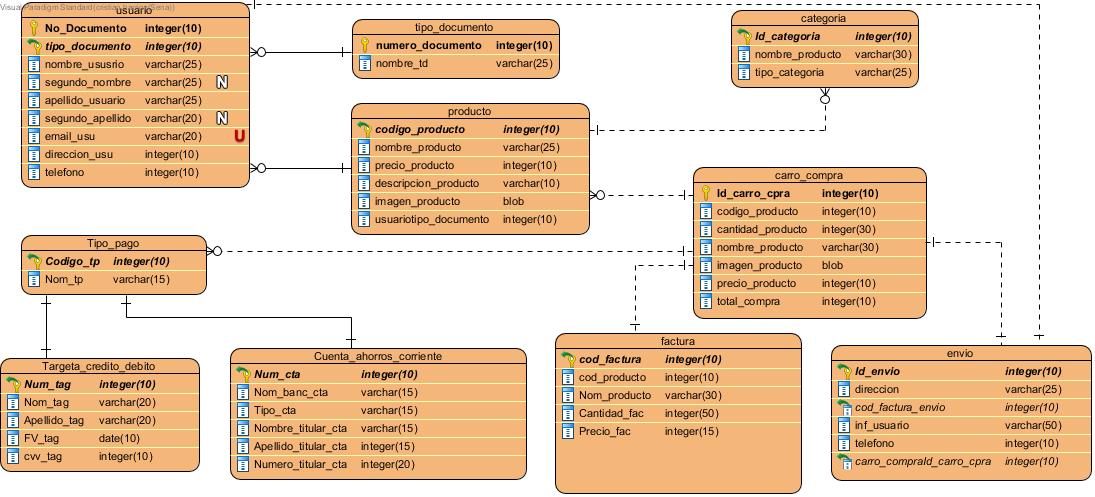 Visual Paradigm Standard
usuario
No_Documento integer(10)
tipo_documento integer(10)
nombre_ususrio varchar(25)
segundo_nombre varchar(25) N
apellido_usuario varchar(25)
segundo_apellido varchar(20) N
email_usu varchar(20) U
direccion_usu integer(10)
telefono integer(10)
tipo_documento
numero_documento integer(10)
nombre_td varchar(25)
categoria
Id_categoria integer(10)
nombre_producto varchar(30)
tipo_categoria varchar(25)
producto
codigo_producto integer(10)
nombre_producto varchar(25)
precio_producto integer(10)
descripcion_producto varchar(10)
imagen_producto blob
usuariotipo_documento integer(10)
carro_compra
Id_carro_cpra integer(10)
codigo_producto integer(10)
cantidad_producto integer(30)
nombre_producto varchar(30)
imagen_producto blob
precio_producto integer(10)
total_compra integer(10)
Tipo_pago
Codigo_tp integer(10)
Nom_tp varchar(15)
Targeta_credito_debito
Num_tag integer(10)
Nom_tag varchar(20)
Apellido_tag varchar(20)
FV_tag date(10)
cvv_tag integer(10)
Cuenta_ahorros_corriente
Num_cta integer(10)
Nom_banc_cta varchar(15)
Tipo_cta varchar(15)
Nombre_titular_cta varchar(15)
Apellido_titular_cta integer(15)
Numero_titular_cta integer(20)
factura
cod_factura integer(10)
cod_producto integer(10)
Nom_producto varchar(30)
Cantidad_fac integer(50)
Precio_fac integer(15)
envio
Id_envio integer(10)
direccion varchar(25)
cod_factura_envio integer(10)
inf_usuario varchar(50)
telefono integer(10)
carro_compraId_carro_cpra integer(10)